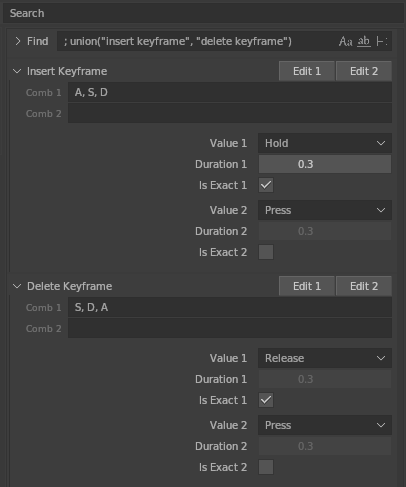 Search
Find ; union("insert keyframe", "delete keyframe") Aa ab
Insert Keyframe Edit 1 Edit 2
Comb 1 A, S, D
Comb 2
Value 1 Hold
Duration 1 0.3
Is Exact 1
Value 2 Press
Duration 2 0.3
Is Exact 2
Delete Keyframe Edit 1 Edit 2
Comb 1 S, D, A
Comb 2
Value 1 Release
Duration 1 0.3
Is Exact 1
Value 2 Press
Duration 2 0.3
Is Exact 2